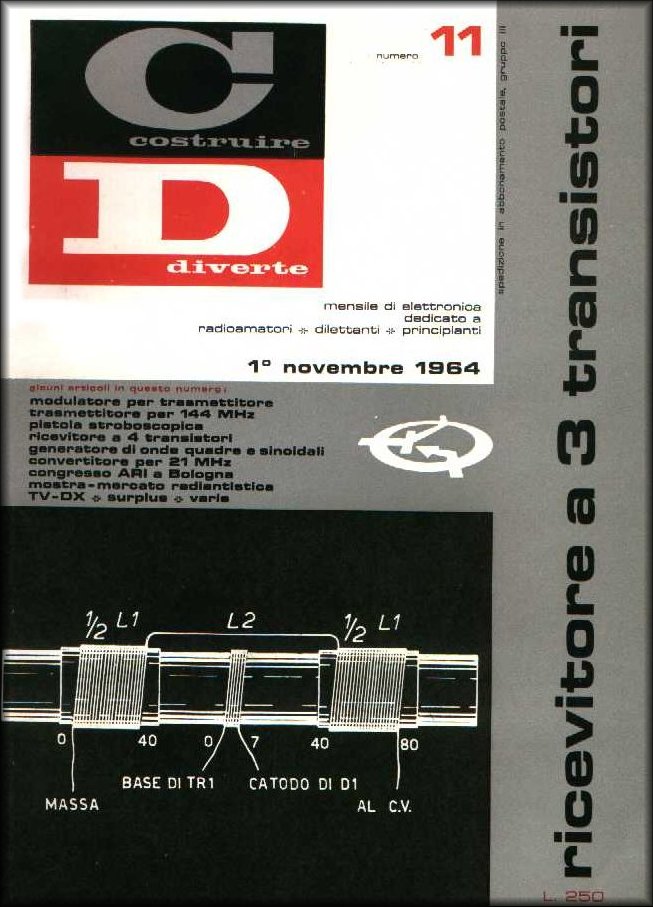 C
costruire
D
diverte
numero 11
spedizione in abbonamento postale, gruppo III
mensile di elettronica
dedicato a
radioamatori * dilettanti * principianti
1° novembre 1964
alcuni articoli in questo numero:
modulatore per trasmettitore
trasmettitore per 144 MHz
pistola stroboscopica
ricevitore a 4 transistori
generatore di onde quadre e sinoidali
convertitore per 21 MHz
congresso ARI a Bologna
mostra-mercato radiantistica
TV-DX * surplus * varie
ricevitore a 3 transistori
½ L1 L2 ½ L1
0 40 0 7 40 80
BASE DI TR1 CATODO DI D1
MASSA AL C.V.
L. 250